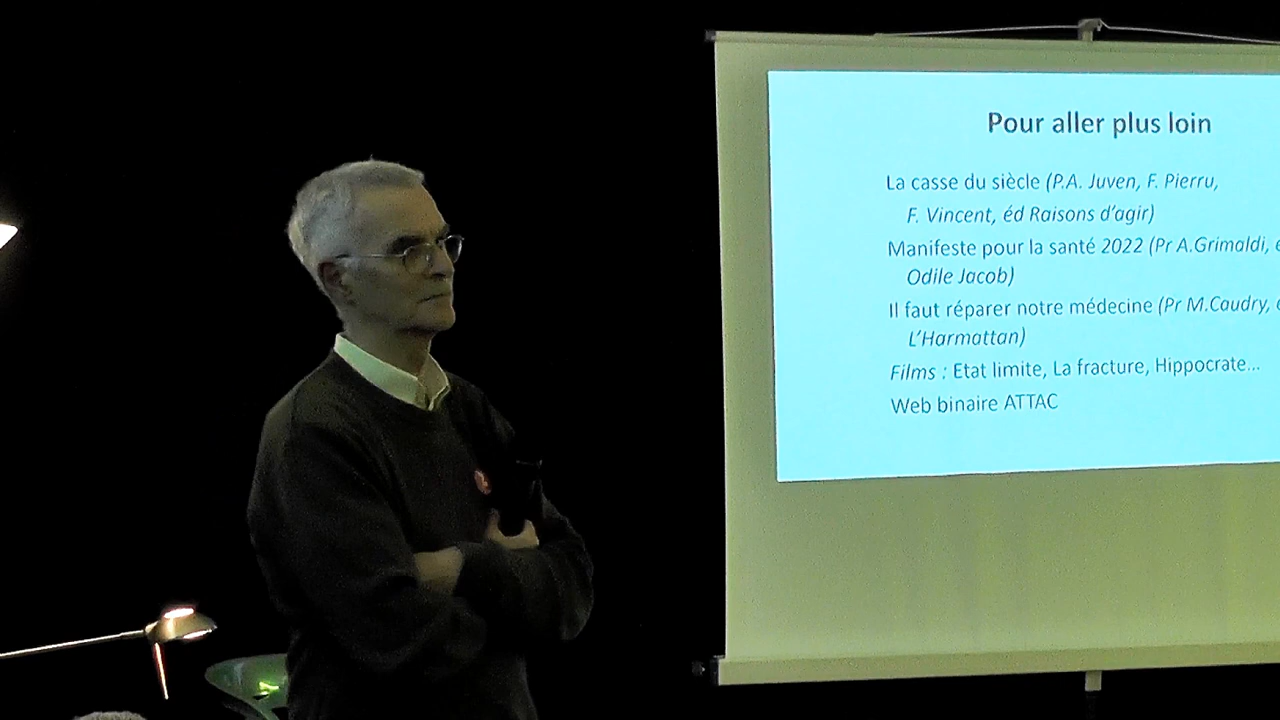 Pour aller plus loin
La casse du siècle (P.A. Juven, F. Pierru,
F. Vincent, éd Raisons d'agir)
Manifeste pour la santé 2022 (Pr A.Grimaldi,
Odile Jacob)
Il faut réparer notre médecine (Pr M.Caudry,
L'Harmattan)
Films : Etat limite, La fracture, Hippocrate...
Web binaire ATTAC